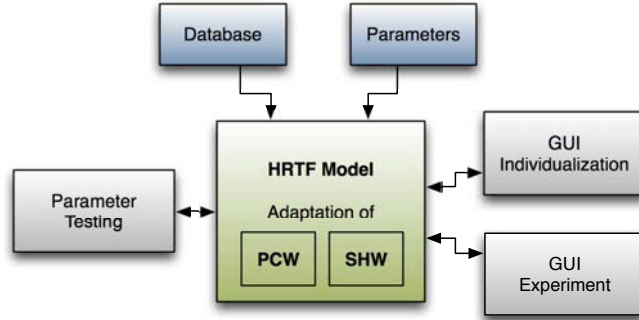 Database
Parameters
HRTF Model
Adaptation of
PCW
SHW
Parameter
Testing
GUI
Individualization
GUI
Experiment